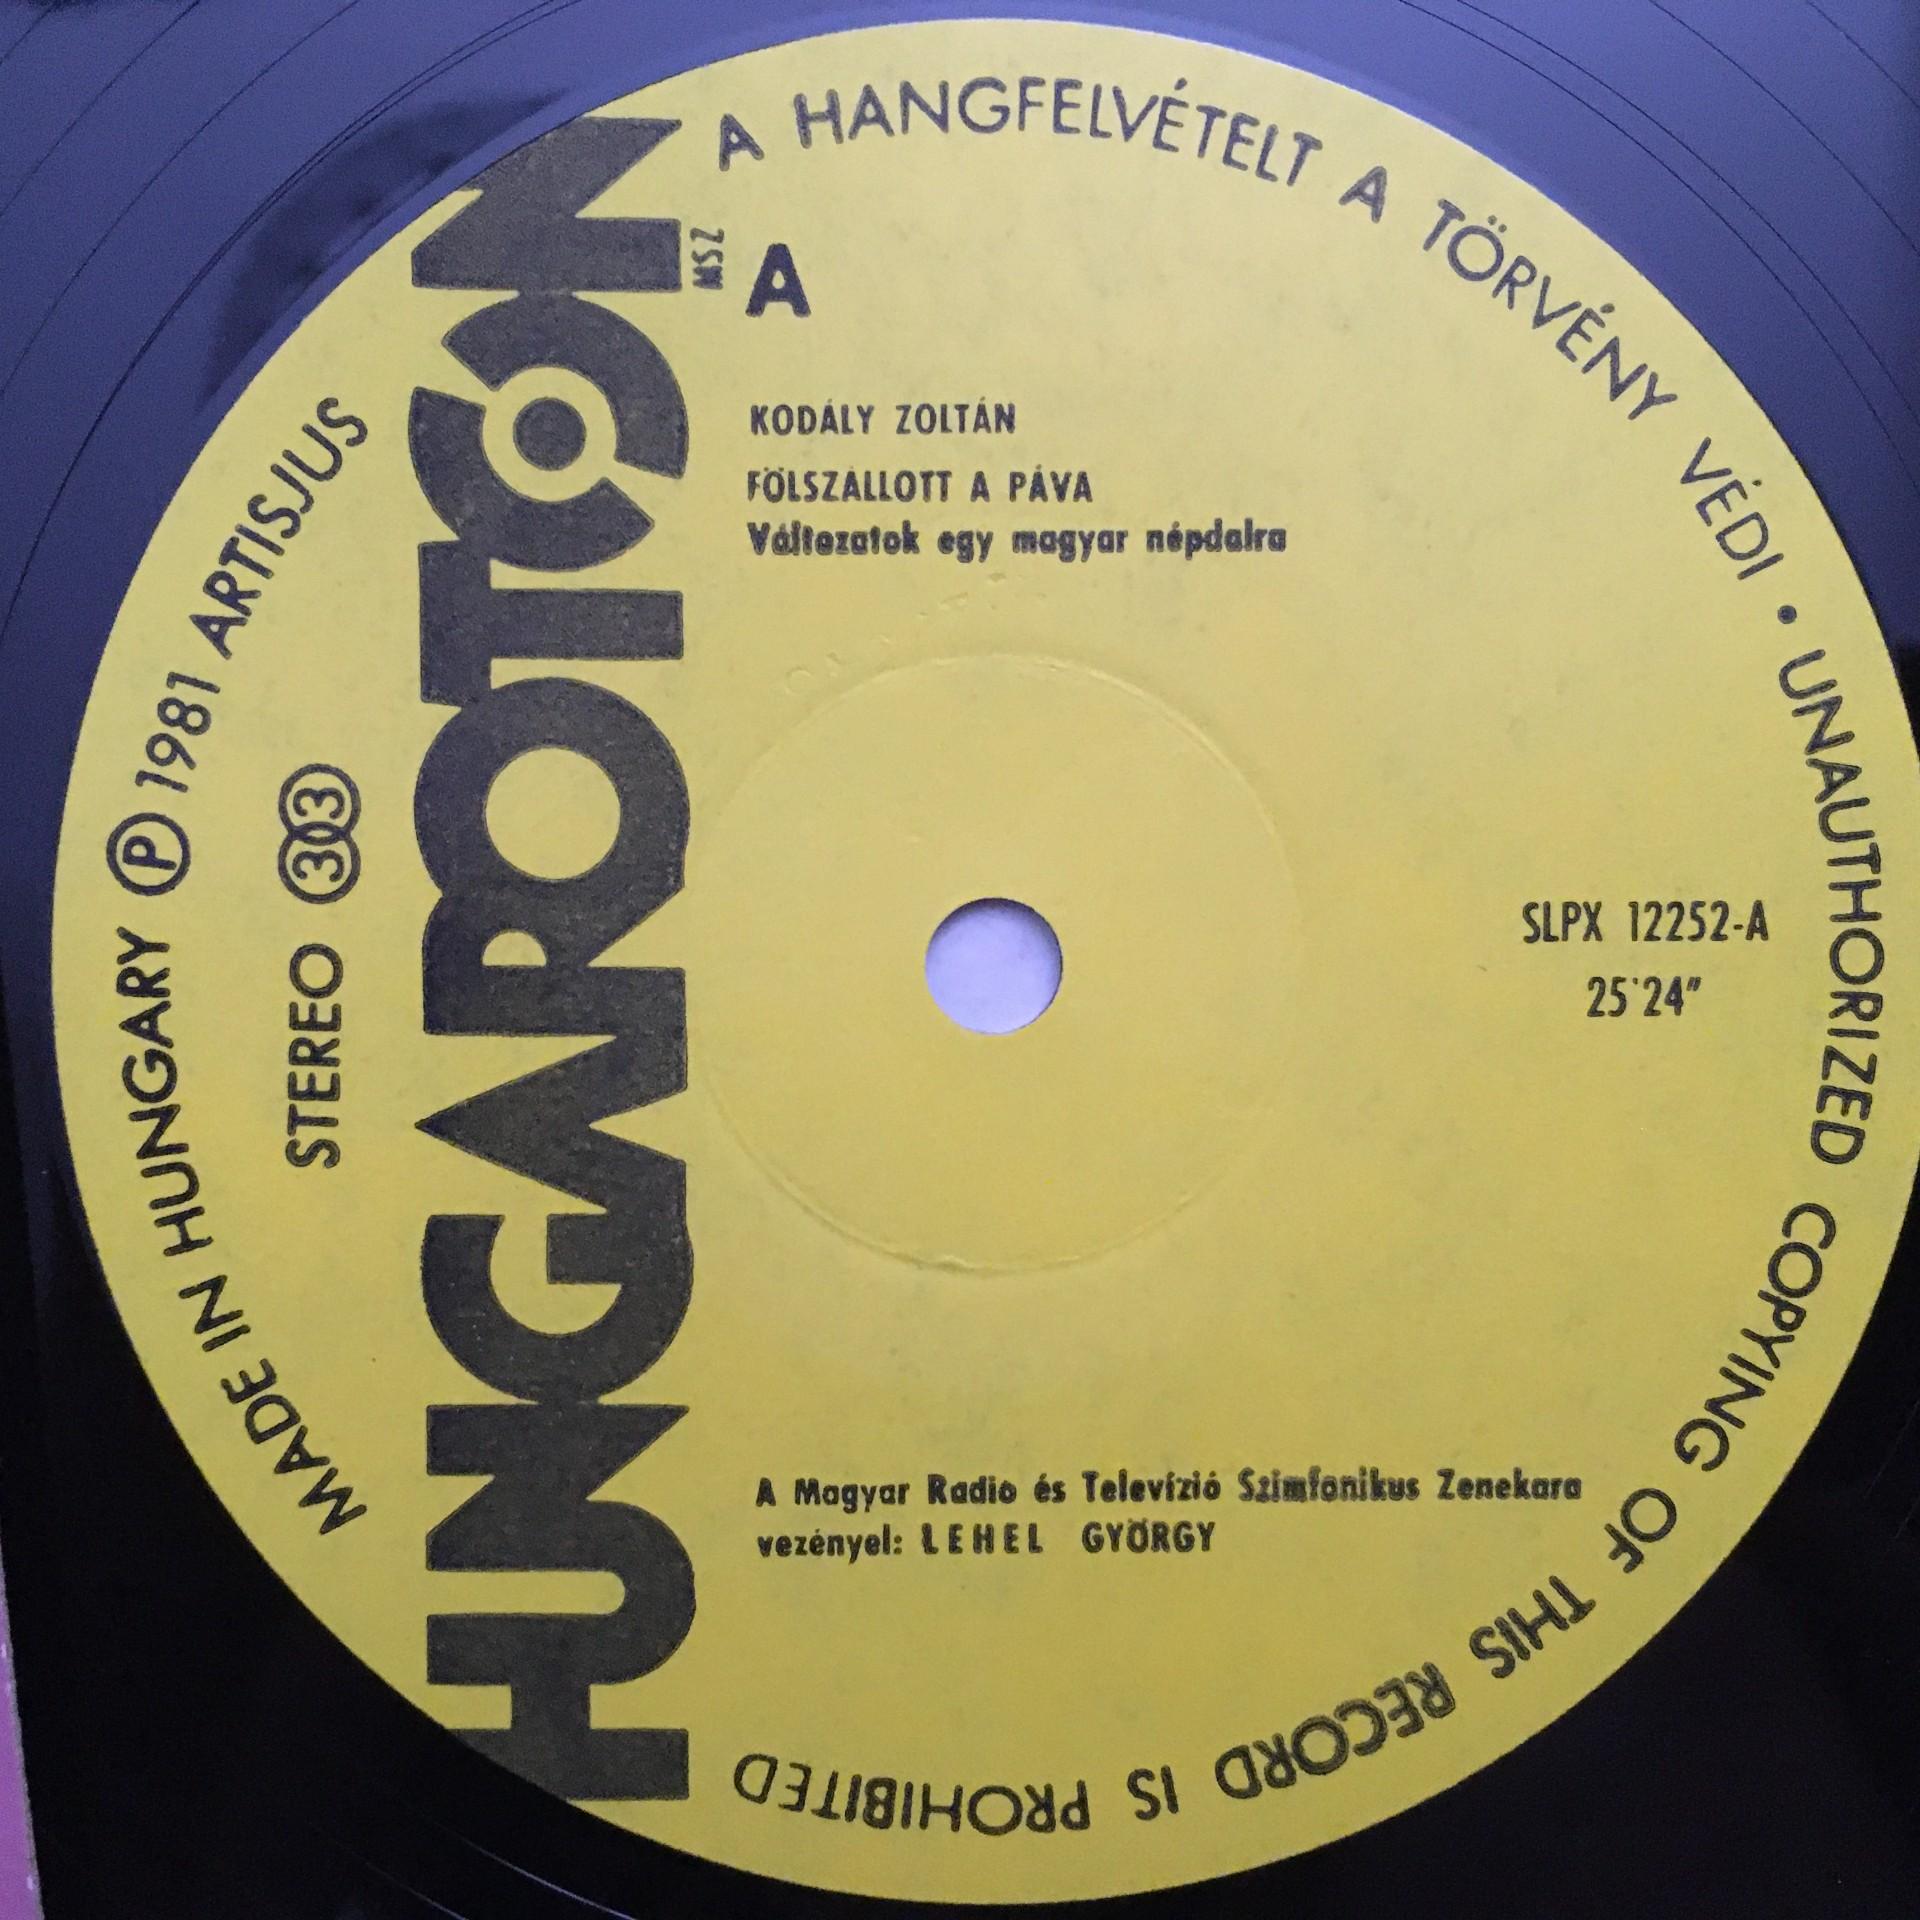 A HANGFELVÉTELT A TÖRVÉNY VÉDI • UNAUTHORIZED COPYING OF THIS RECORD IS PROHIBITED
MADE IN HUNGARY Ⓟ 1981 ARTISJUS
STEREO 33
HUNGAROTON
MSZ
A
KODÁLY ZOLTÁN
FÖLSZÁLLOTT A PÁVA
Változatok egy magyar népdalra
SLPX 12252-A
25'24"
A Magyar Radio és Televízió Szimfonikus Zenekara
vezényel: LEHEL GYÖRGY